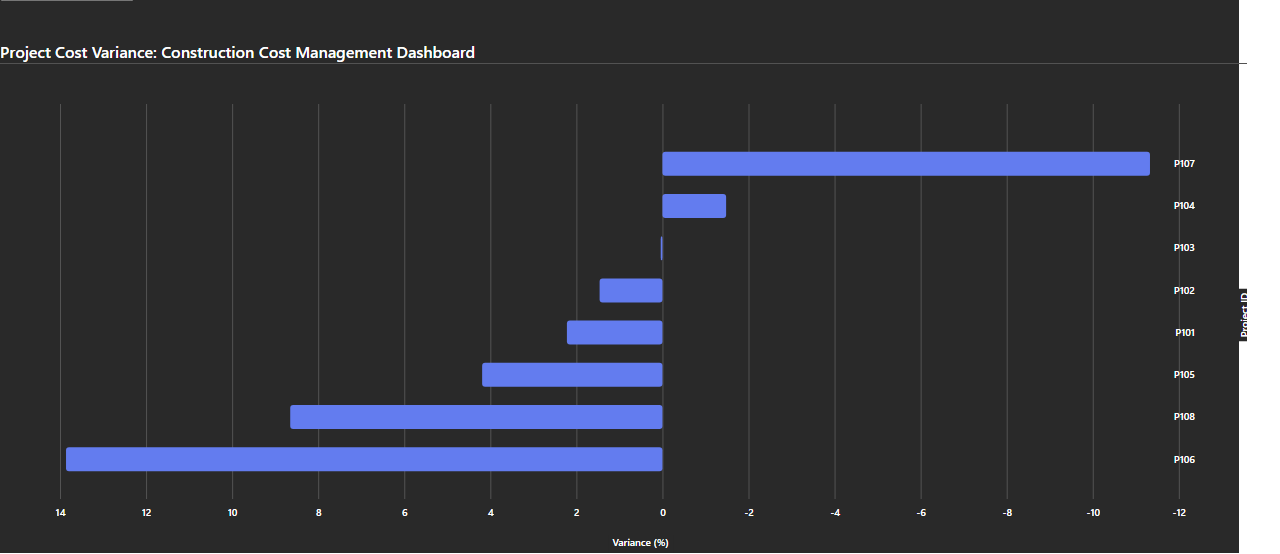 Project Cost Variance: Construction Cost Management Dashboard
P107
P104
P103
P102
P101
P105
P108
P106
Project ID
14 12 10 8 6 4 2 0 -2 -4 -6 -8 -10 -12
Variance (%)